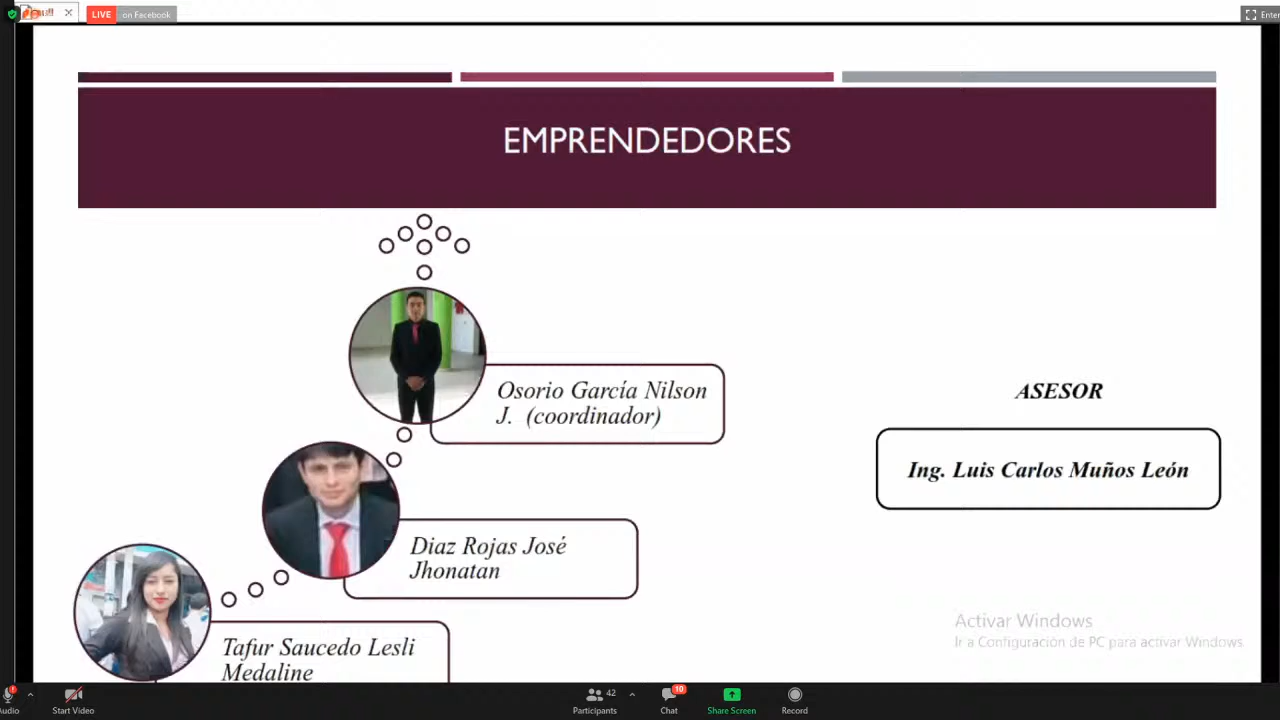 LIVE on Facebook
Enter
EMPRENDEDORES
Osorio García Nilson
J. (coordinador)
ASESOR
Ing. Luis Carlos Muños León
Diaz Rojas José
Jhonatan
Tafur Saucedo Lesli
Medaline
Activar Windows
Ir a Configuración de PC para activar Windows
Audio
Start Video
42
Participants
10
Chat
Share Screen
Record